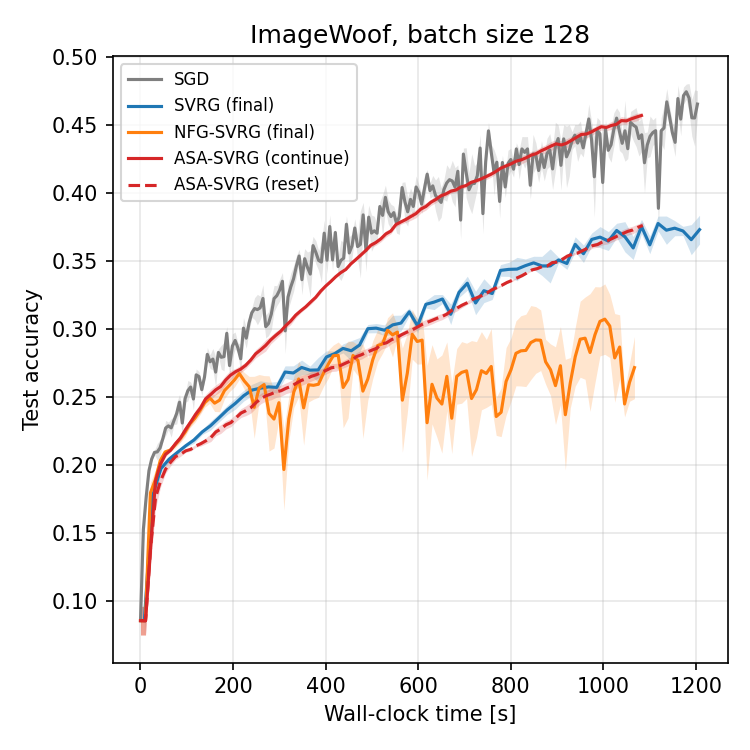 ImageWoof, batch size 128
SGD
SVRG (final)
NFG-SVRG (final)
ASA-SVRG (continue)
ASA-SVRG (reset)
Test accuracy
0.50
0.45
0.40
0.35
0.30
0.25
0.20
0.15
0.10
0 200 400 600 800 1000 1200
Wall-clock time [s]